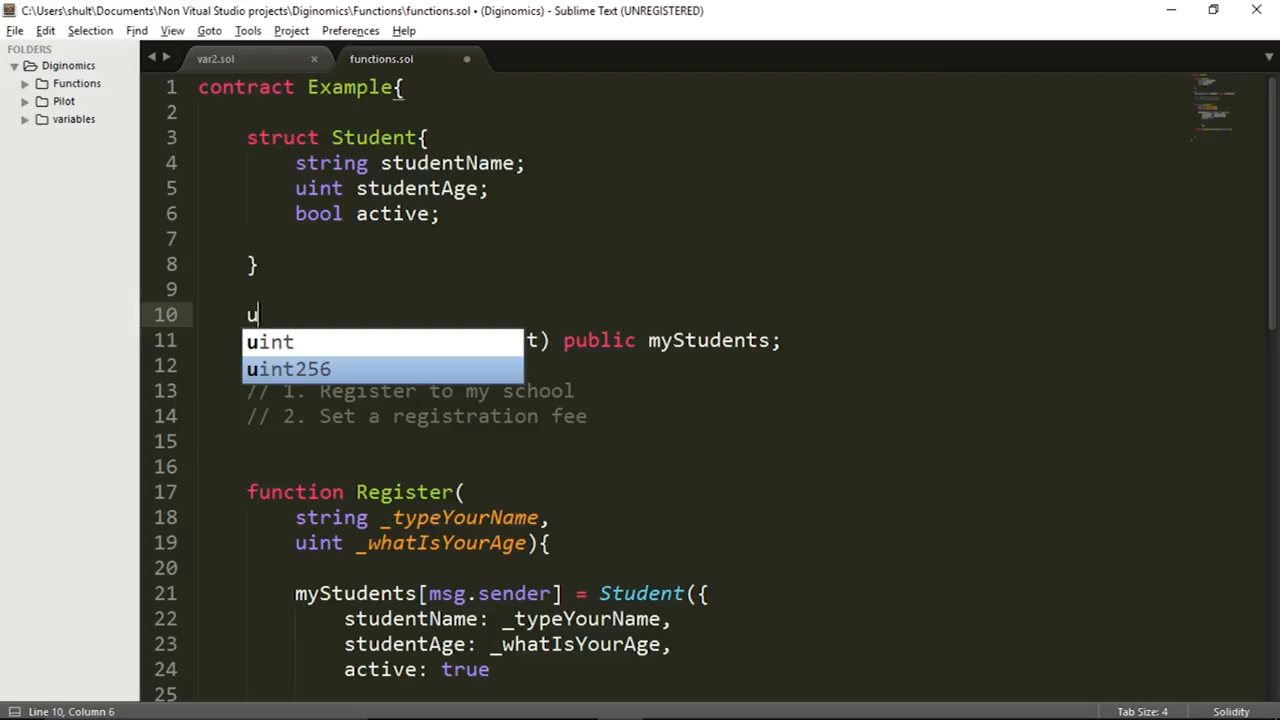 C:\Users\shult\Documents\Non Vitual Studio projects\Diginomics\Functions\functions.sol • (Diginomics) - Sublime Text (UNREGISTERED)
File Edit Selection Find View Goto Tools Project Preferences Help
FOLDERS
Diginomics
Functions
Pilot
variables
var2.sol × functions.sol
1 contract Example{
2
3 struct Student{
4 string studentName;
5 uint studentAge;
6 bool active;
7
8 }
9
10 u
uint
uint256
11 t) public myStudents;
12
13 // 1. Register to my school
14 // 2. Set a registration fee
15
16
17 function Register(
18 string _typeYourName,
19 uint _whatIsYourAge){
20
21 myStudents[msg.sender] = Student({
22 studentName: _typeYourName,
23 studentAge: _whatIsYourAge,
24 active: true
25
Line 10, Column 6 Tab Size: 4 Solidity